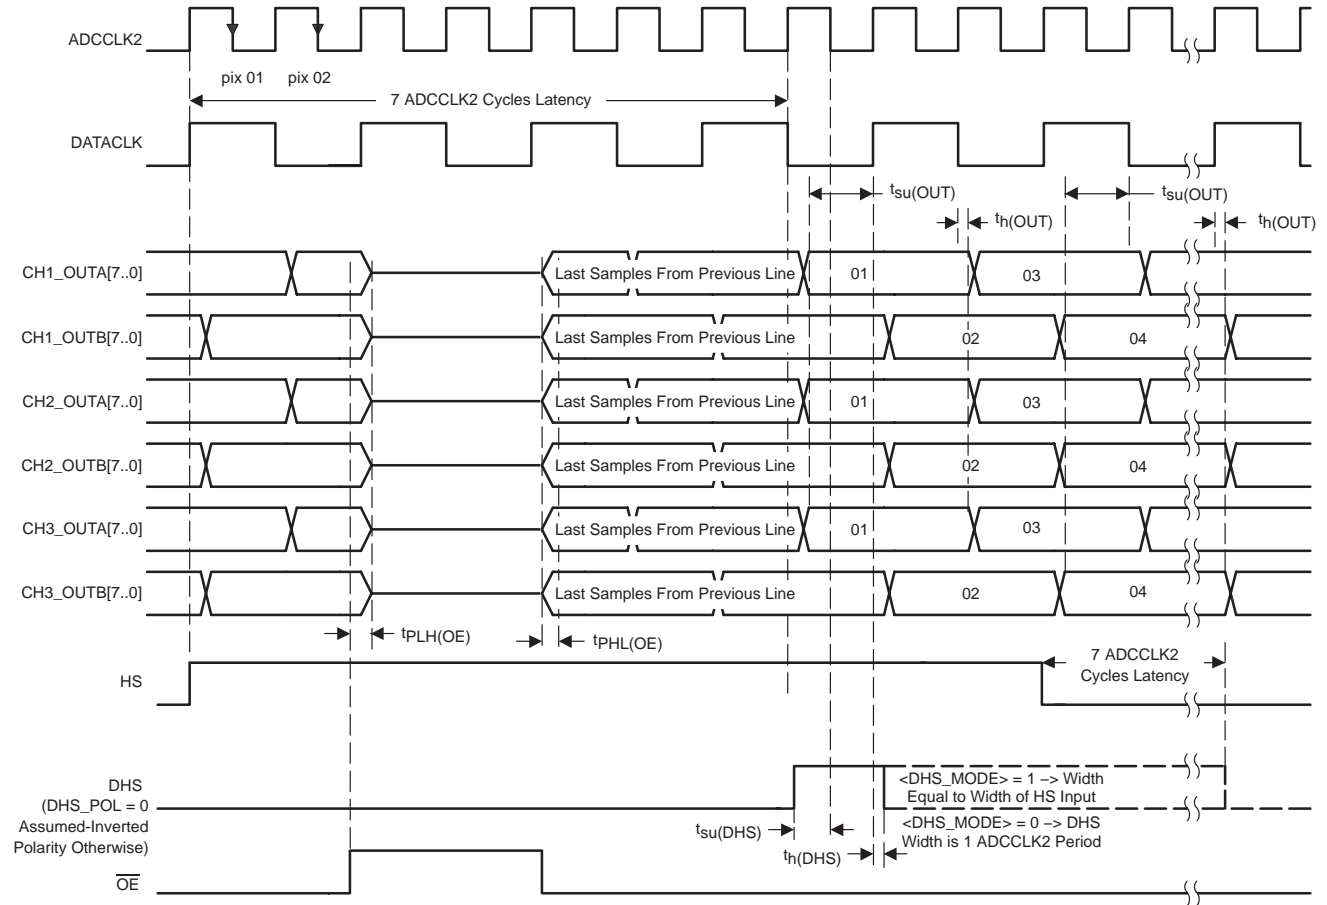 ADCCLK2
pix 01 pix 02
7 ADCCLK2 Cycles Latency
DATACLK
tsu(OUT) tsu(OUT)
th(OUT) th(OUT)
CH1_OUTA[7..0] Last Samples From Previous Line 01 03
CH1_OUTB[7..0] Last Samples From Previous Line 02 04
CH2_OUTA[7..0] Last Samples From Previous Line 01 03
CH2_OUTB[7..0] Last Samples From Previous Line 02 04
CH3_OUTA[7..0] Last Samples From Previous Line 01 03
CH3_OUTB[7..0] Last Samples From Previous Line 02 04
tPLH(OE) tPHL(OE)
HS
7 ADCCLK2
Cycles Latency
DHS
(DHS_POL = 0
Assumed-Inverted
Polarity Otherwise)
<DHS_MODE> = 1 –> Width
Equal to Width of HS Input
<DHS_MODE> = 0 –> DHS
Width is 1 ADCCLK2 Period
tsu(DHS)
th(DHS)
OE